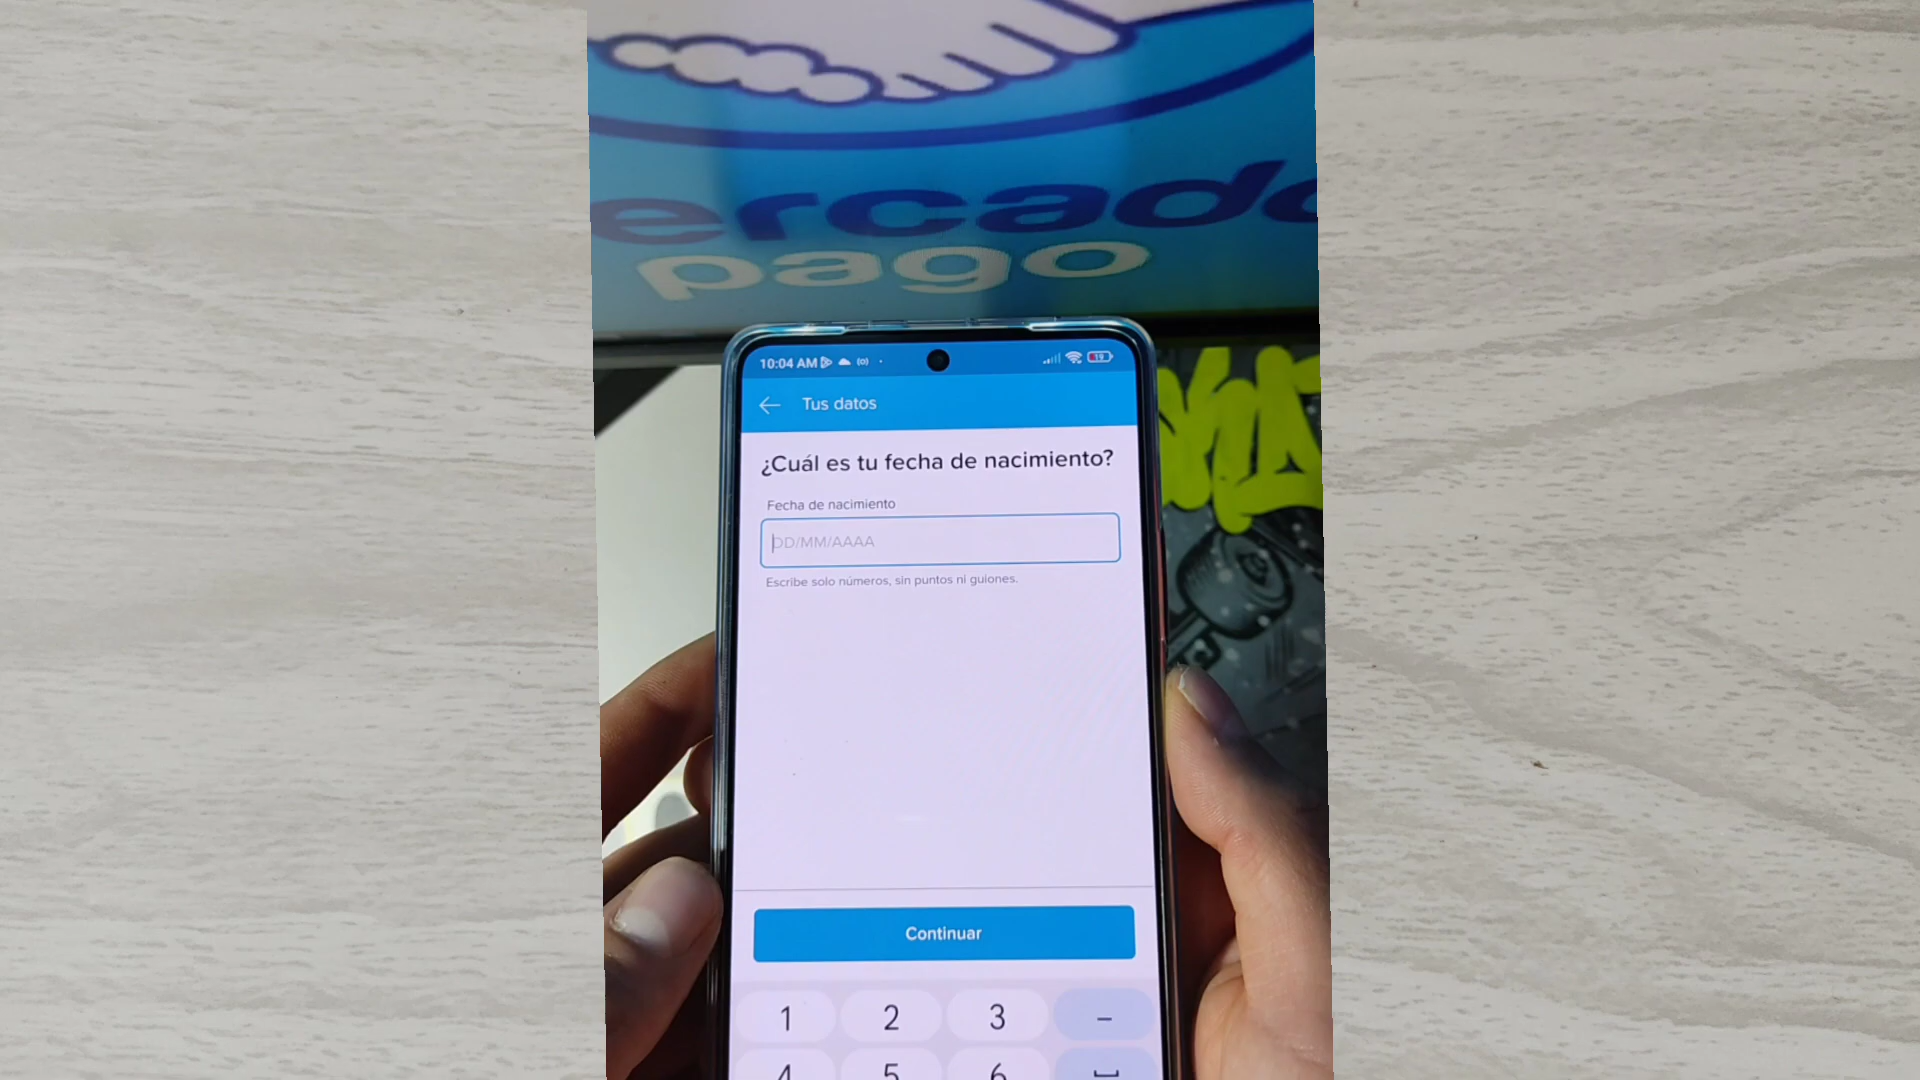 ercado
pago
10:04 AM
19
Tus datos
¿Cuál es tu fecha de nacimiento?
Fecha de nacimiento
DD/MM/AAAA
Escribe solo números, sin puntos ni guiones.
Continuar
1 2 3 –
4 5 6